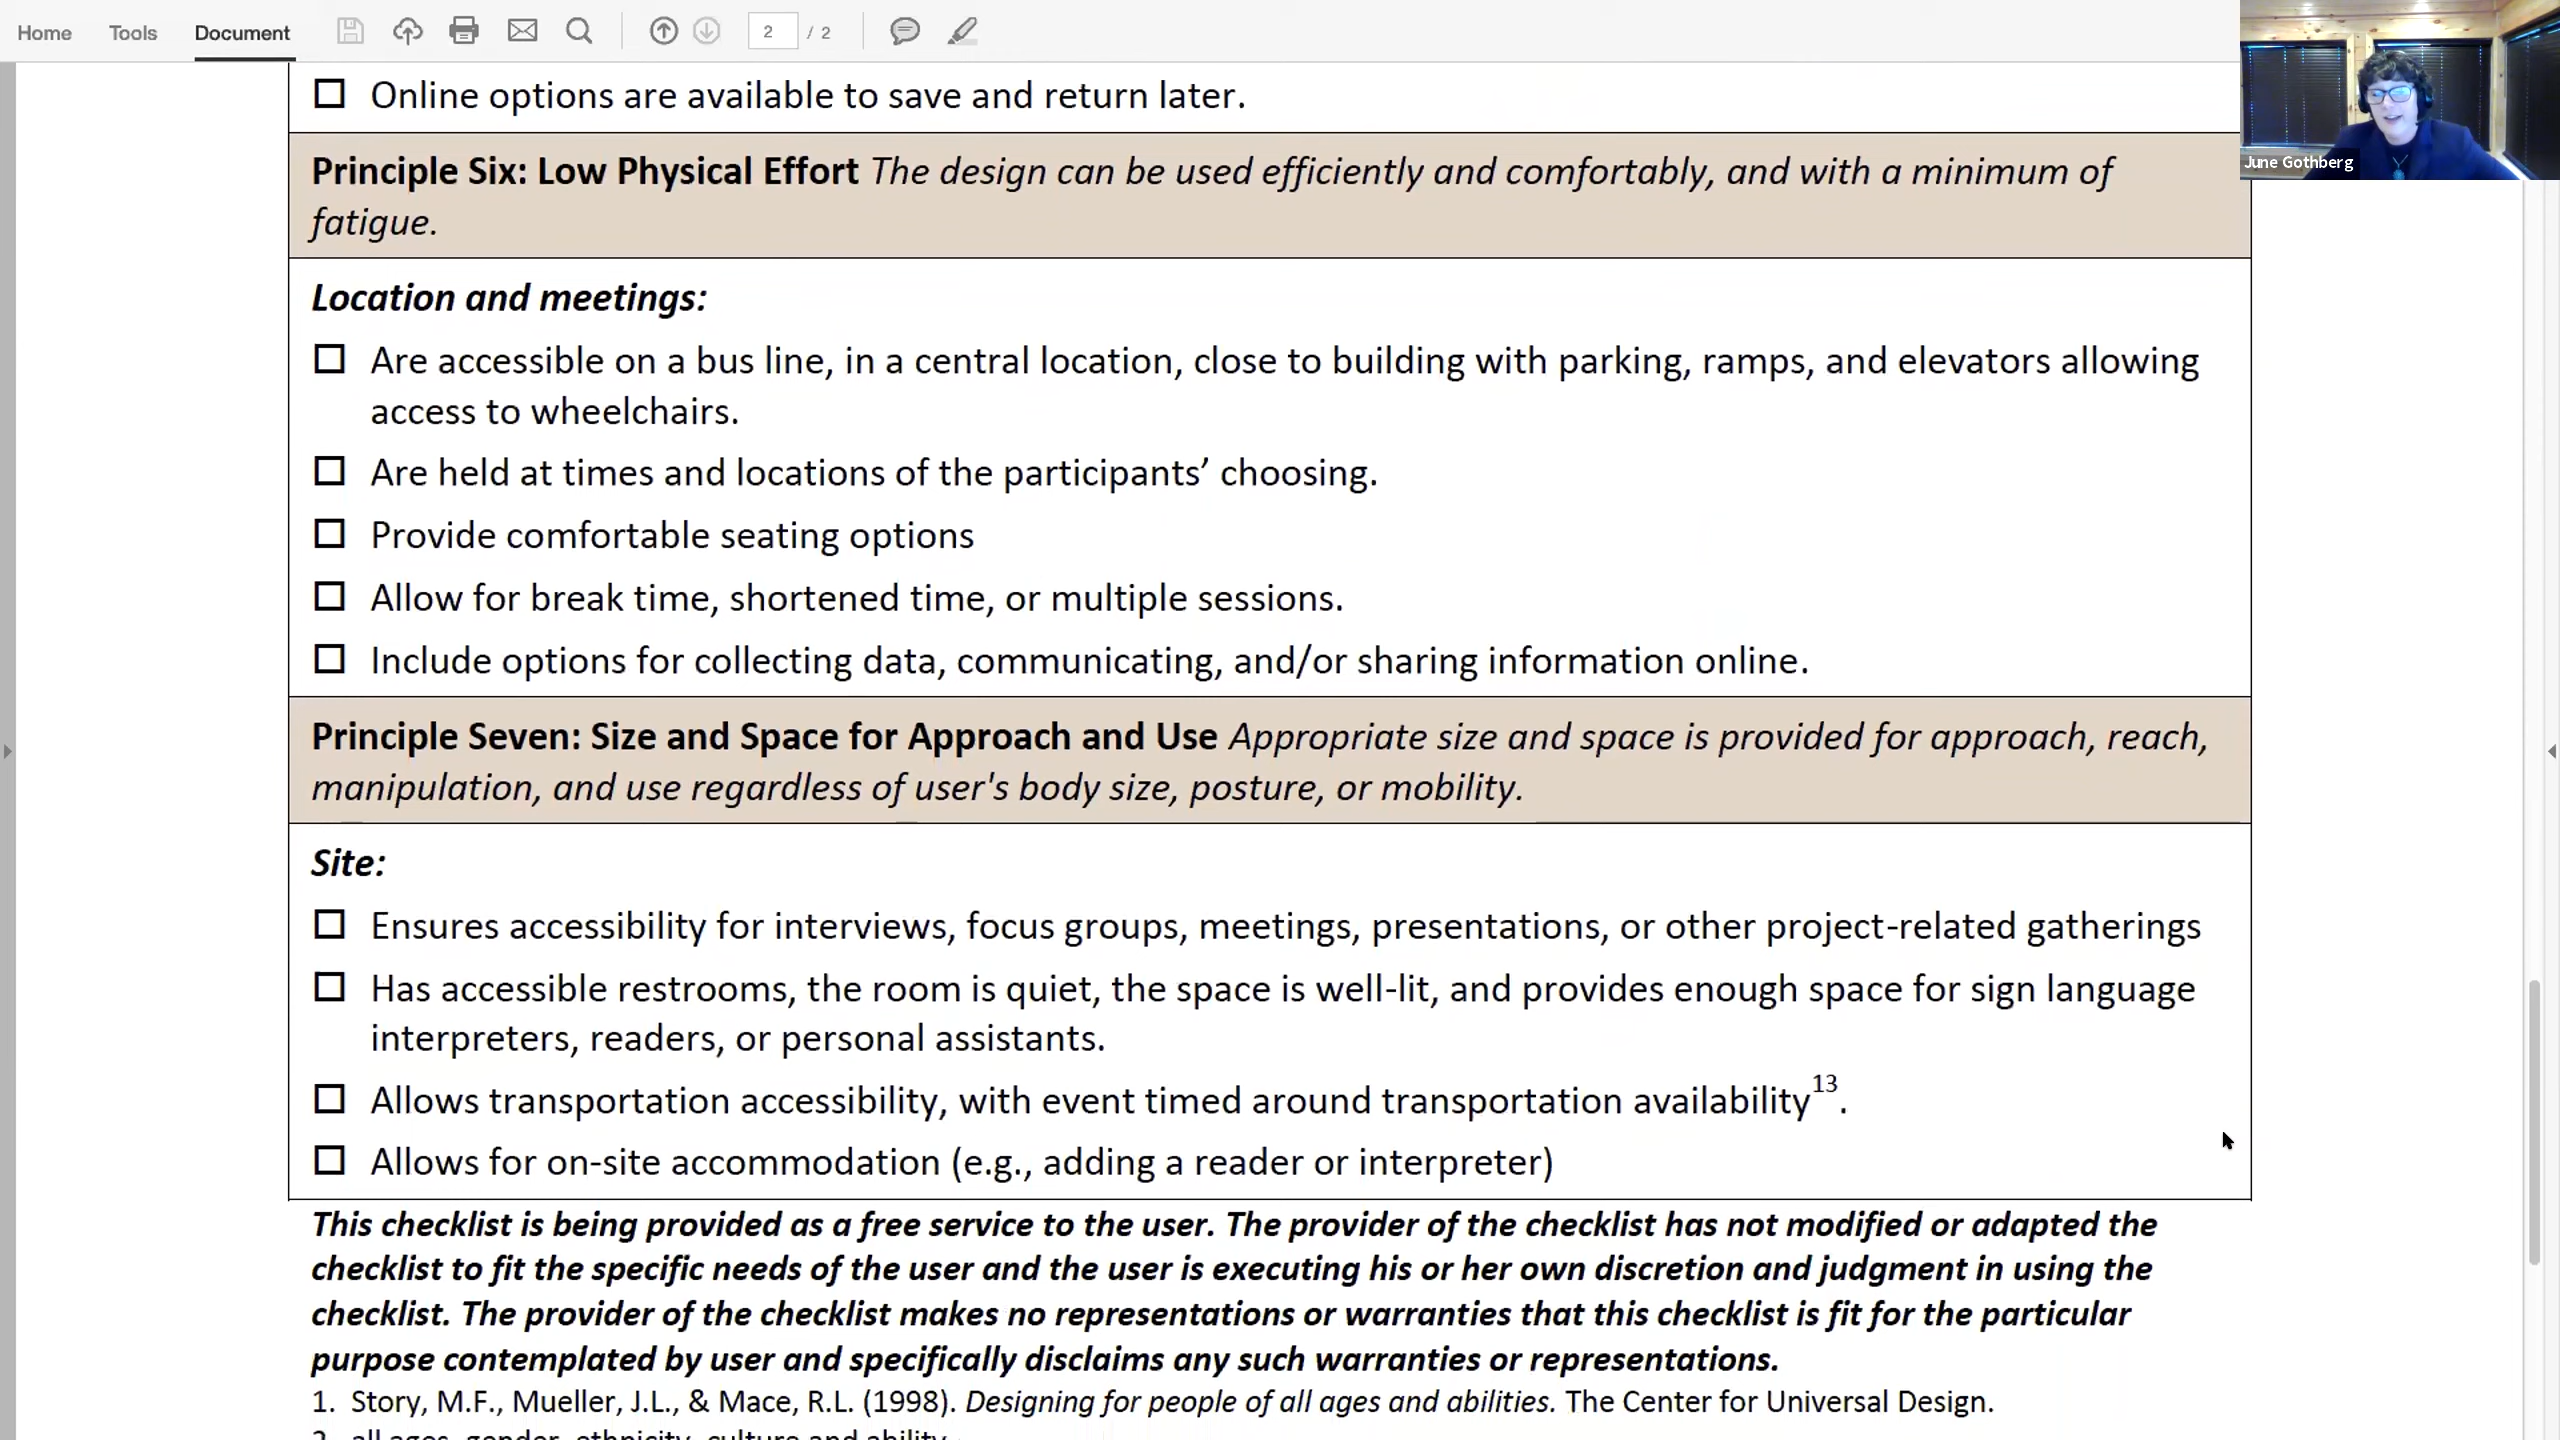 Home Tools Document 2 / 2
June Gothberg
☐ Online options are available to save and return later.
Principle Six: Low Physical Effort The design can be used efficiently and comfortably, and with a minimum of
fatigue.
Location and meetings:
☐ Are accessible on a bus line, in a central location, close to building with parking, ramps, and elevators allowing
access to wheelchairs.
☐ Are held at times and locations of the participants’ choosing.
☐ Provide comfortable seating options
☐ Allow for break time, shortened time, or multiple sessions.
☐ Include options for collecting data, communicating, and/or sharing information online.
Principle Seven: Size and Space for Approach and Use Appropriate size and space is provided for approach, reach,
manipulation, and use regardless of user's body size, posture, or mobility.
Site:
☐ Ensures accessibility for interviews, focus groups, meetings, presentations, or other project-related gatherings
☐ Has accessible restrooms, the room is quiet, the space is well-lit, and provides enough space for sign language
interpreters, readers, or personal assistants.
☐ Allows transportation accessibility, with event timed around transportation availability13.
☐ Allows for on-site accommodation (e.g., adding a reader or interpreter)
This checklist is being provided as a free service to the user. The provider of the checklist has not modified or adapted the
checklist to fit the specific needs of the user and the user is executing his or her own discretion and judgment in using the
checklist. The provider of the checklist makes no representations or warranties that this checklist is fit for the particular
purpose contemplated by user and specifically disclaims any such warranties or representations.
1. Story, M.F., Mueller, J.L., & Mace, R.L. (1998). Designing for people of all ages and abilities. The Center for Universal Design.
2. all ages, gender, ethnicity, culture and ability